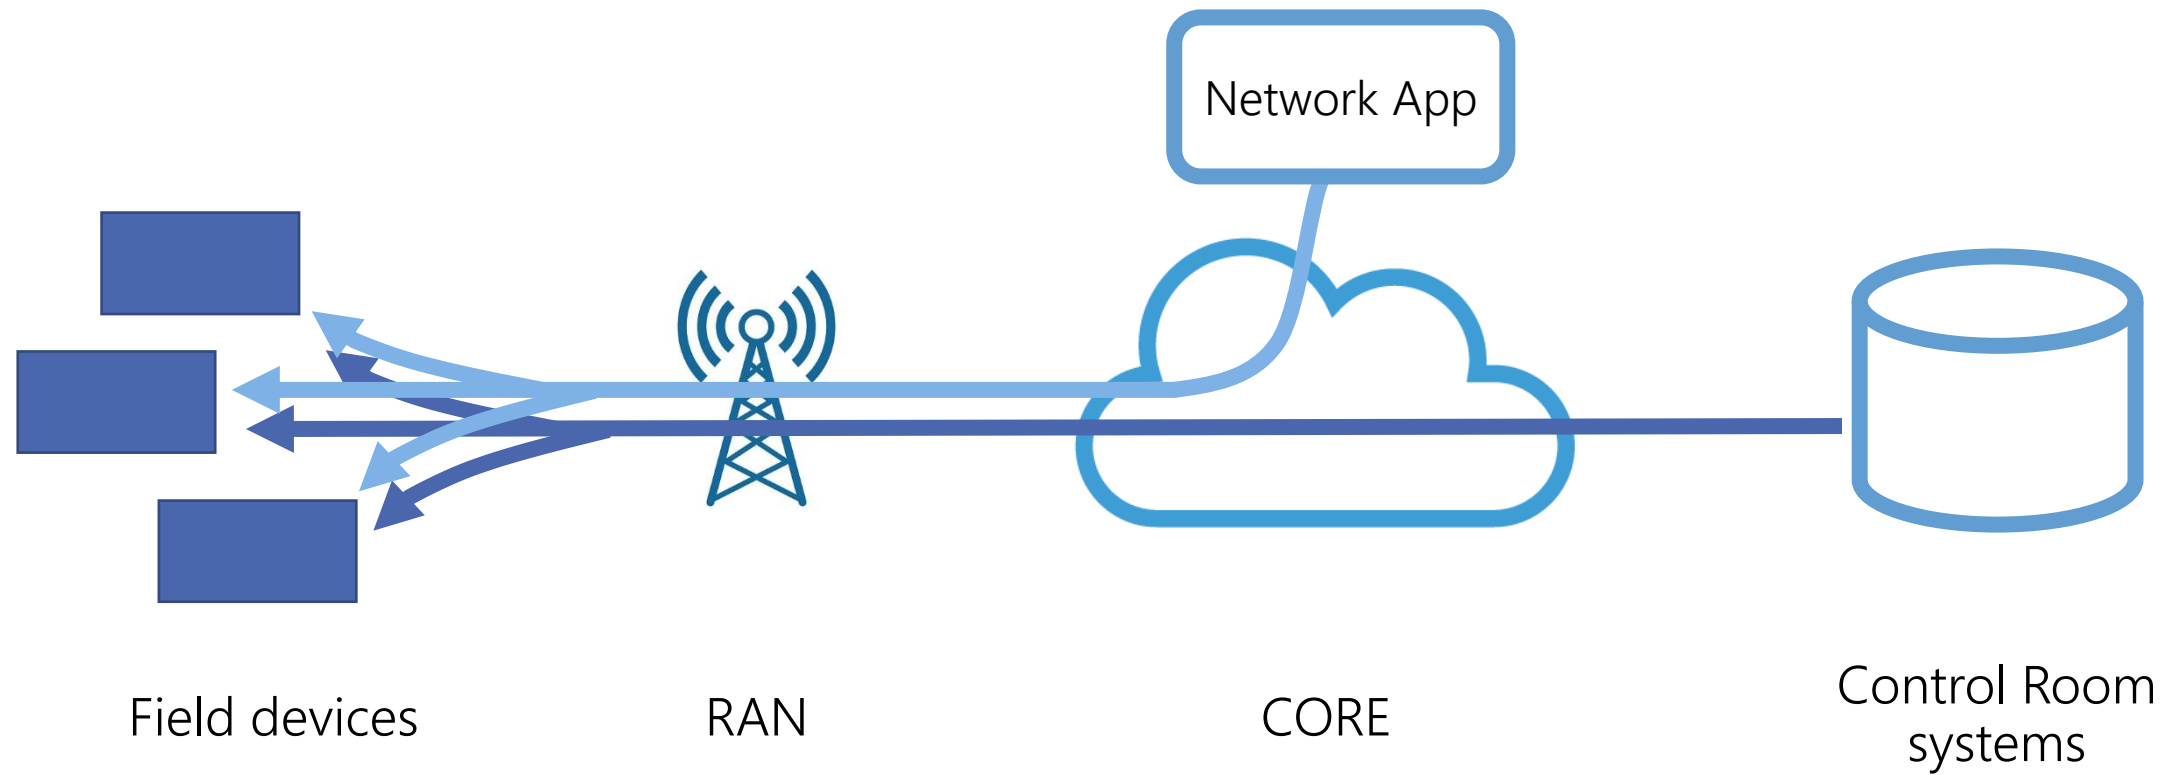 Network App
Field devices
RAN
CORE
Control Room
systems